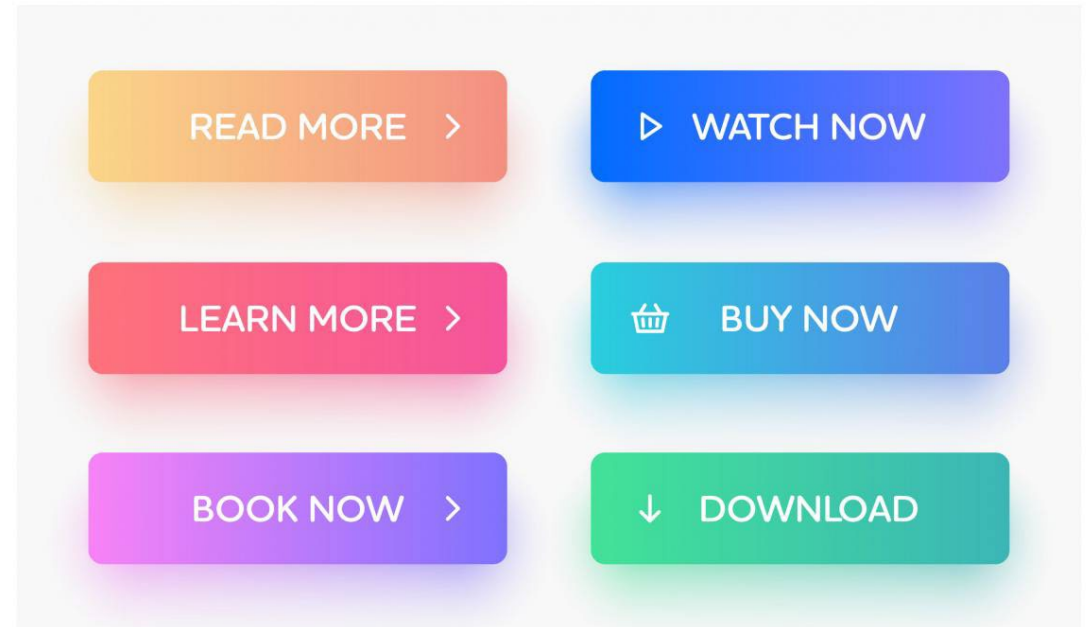 READ MORE
WATCH NOW
LEARN MORE
BUY NOW
BOOK NOW
DOWNLOAD